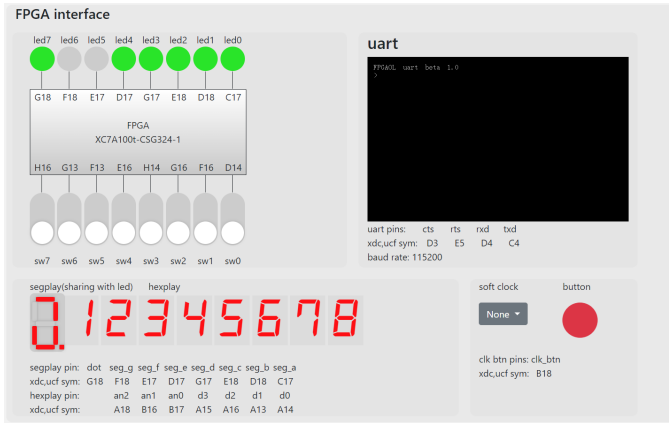 FPGA interface
led7 led6 led5 led4 led3 led2 led1 led0
G18 F18 E17 D17 G17 E18 D18 C17
FPGA
XC7A100t-CSG324-1
H16 G13 F13 E16 H14 G16 F16 D14
sw7 sw6 sw5 sw4 sw3 sw2 sw1 sw0
uart
FPGAOL uart beta 1.0
>
uart pins: cts rts rxd txd
xdc,ucf sym: D3 E5 D4 C4
baud rate: 115200
segplay(sharing with led) hexplay
12345678
segplay pin: dot seg_g seg_f seg_e seg_d seg_c seg_b seg_a
xdc,ucf sym: G18 F18 E17 D17 G17 E18 D18 C17
hexplay pin: an2 an1 an0 d3 d2 d1 d0
xdc,ucf sym: A18 B16 B17 A15 A16 A13 A14
soft clock button
None
clk btn pins: clk_btn
xdc,ucf sym: B18